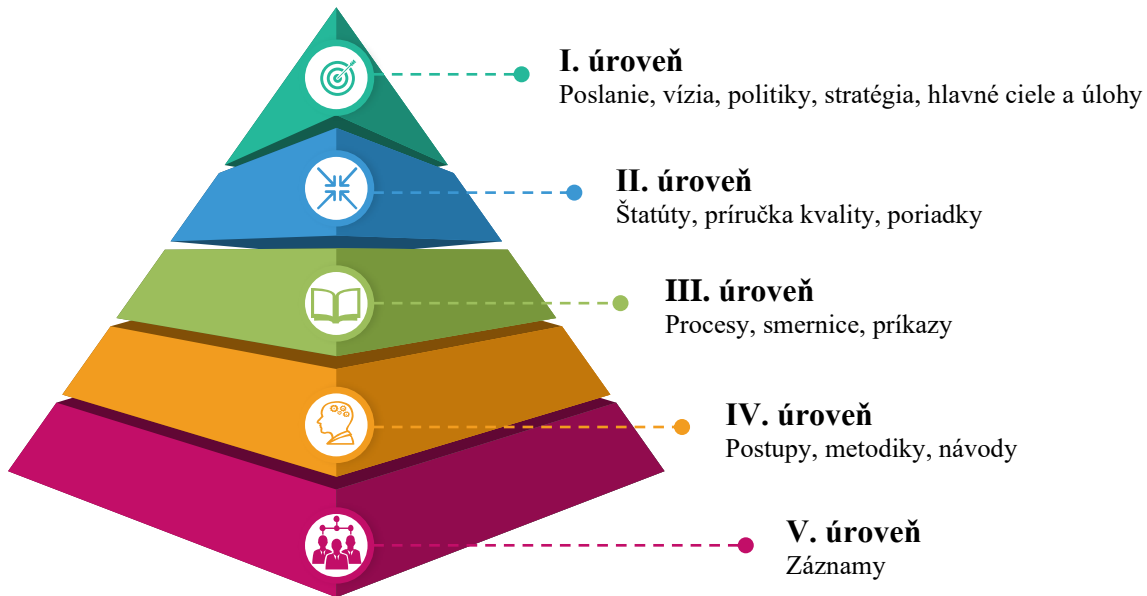 I. úroveň
Poslanie, vízia, politiky, stratégia, hlavné ciele a úlohy
II. úroveň
Štatúty, príručka kvality, poriadky
III. úroveň
Procesy, smernice, príkazy
IV. úroveň
Postupy, metodiky, návody
V. úroveň
Záznamy